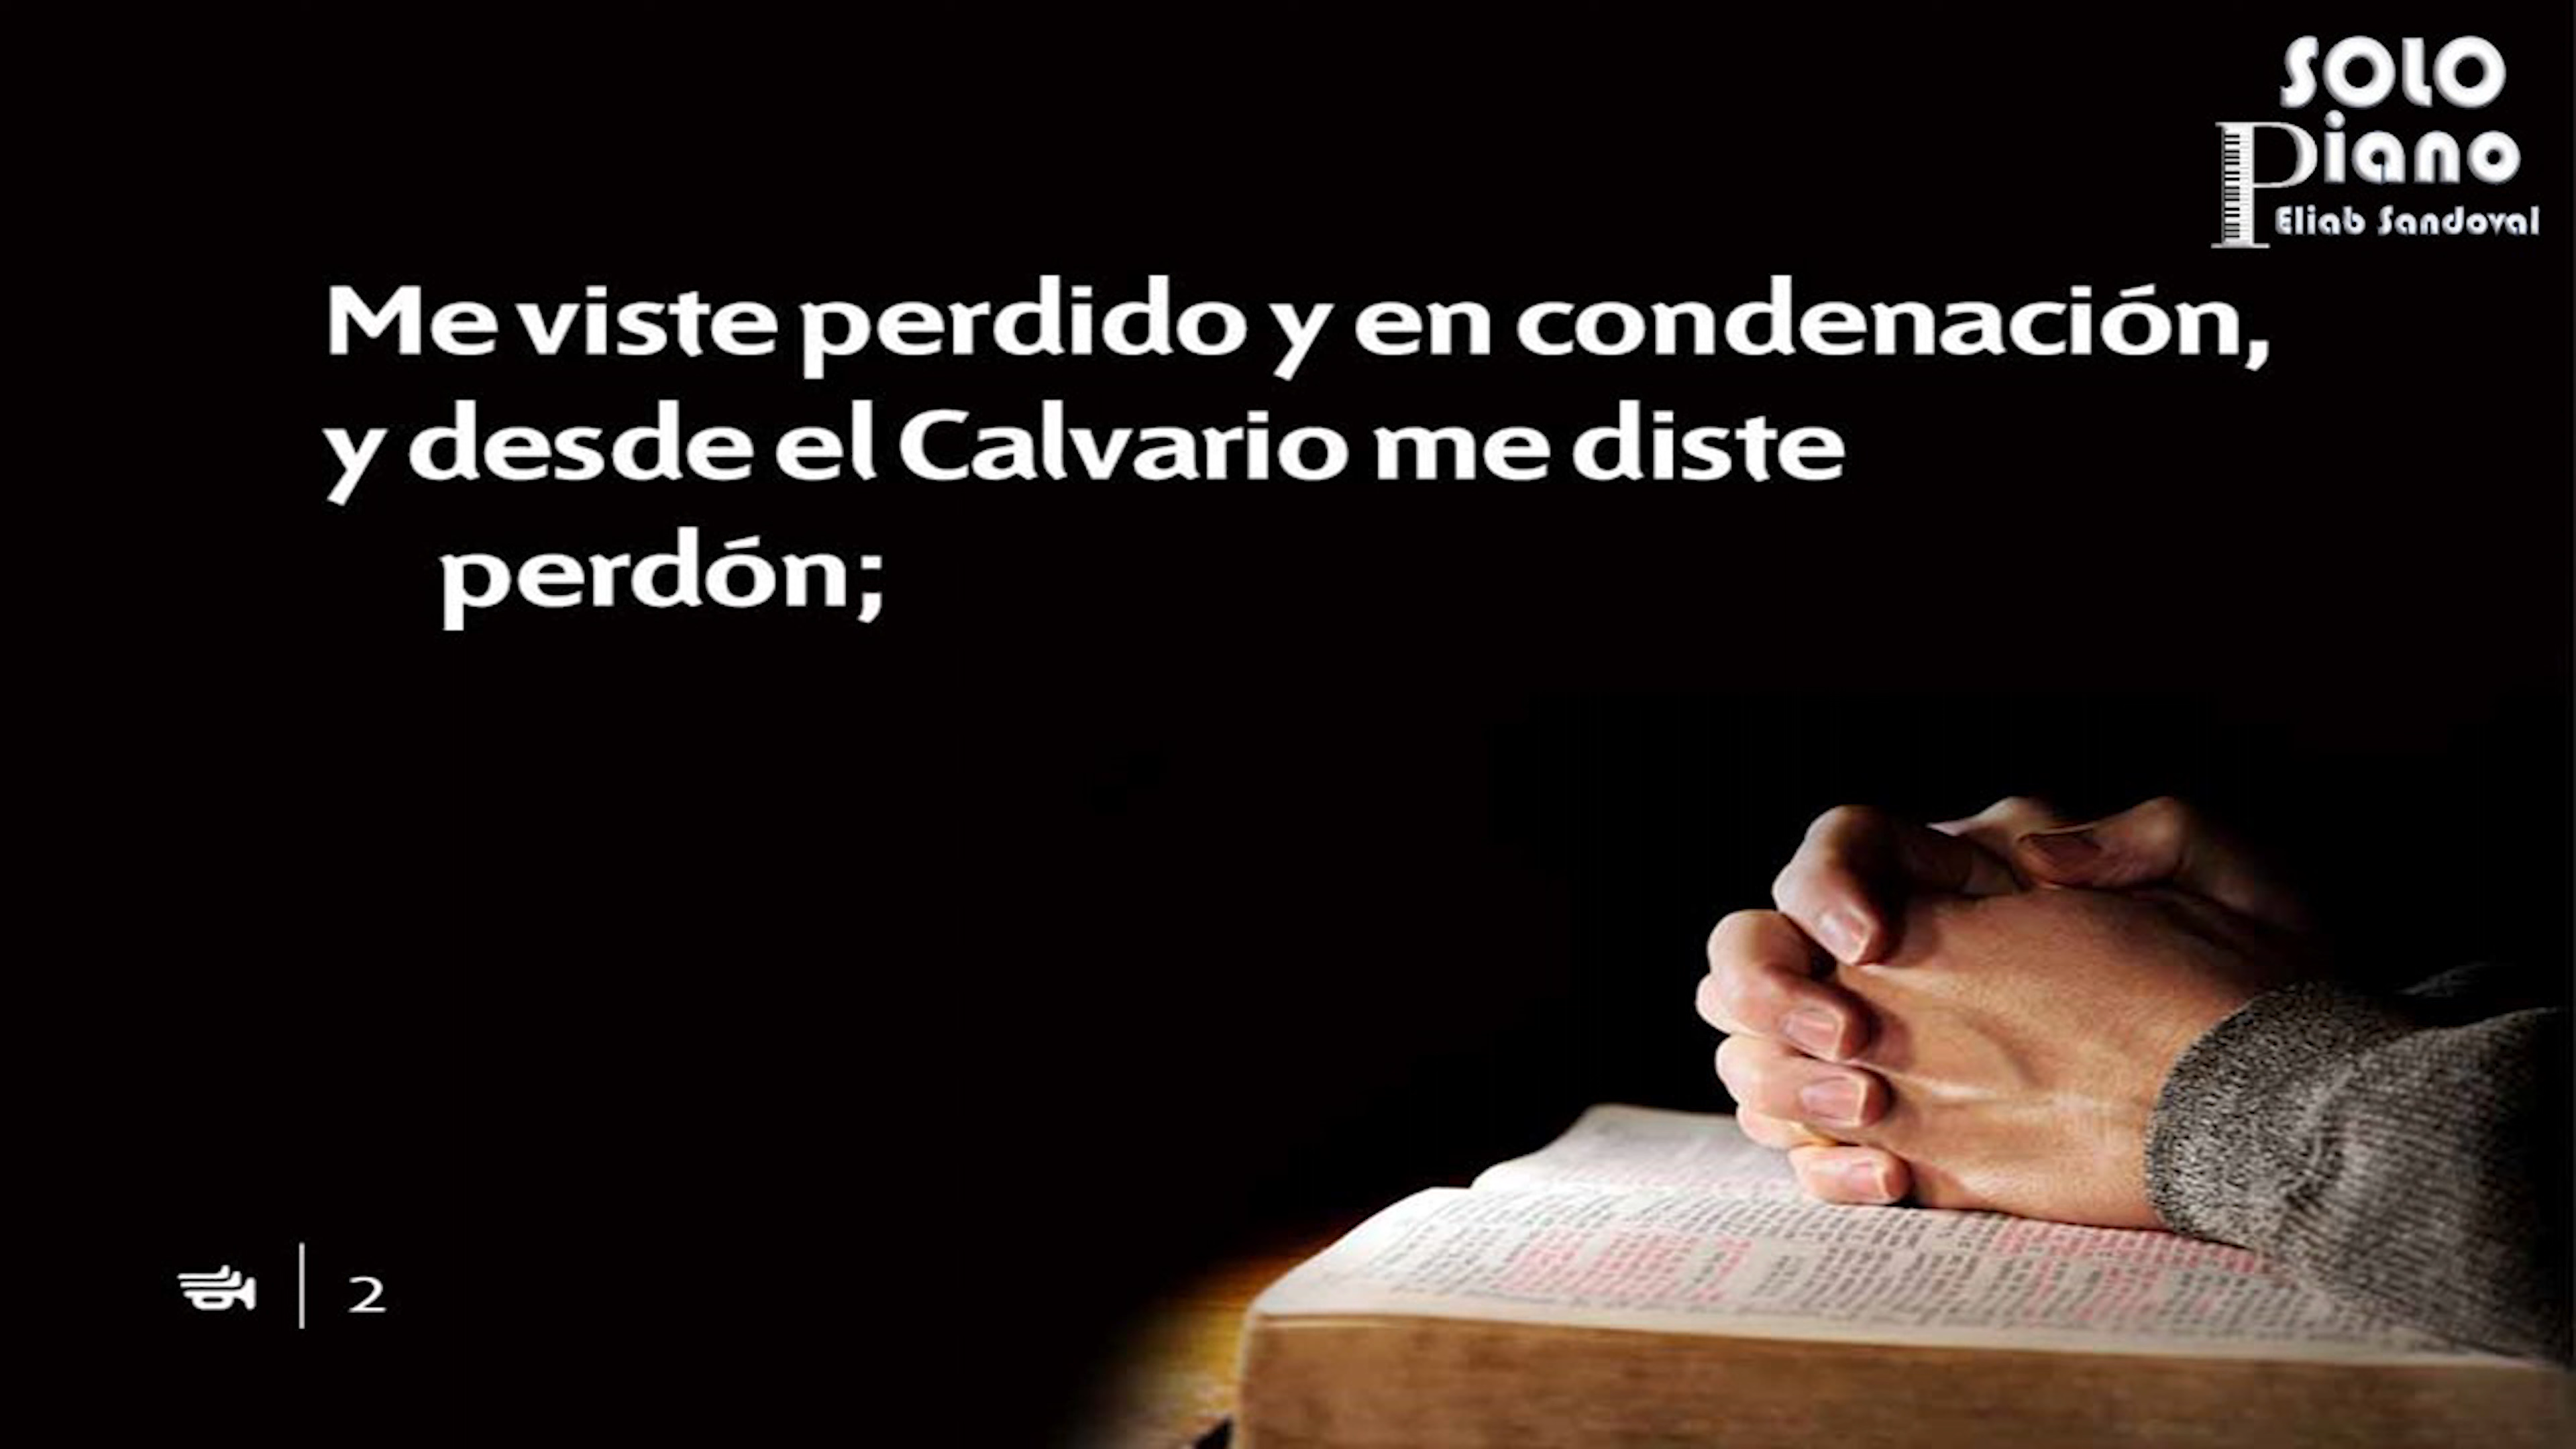 SOLO
Piano
Eliab Sandoval
Me viste perdido y en condenación,
y desde el Calvario me diste
perdón;
2